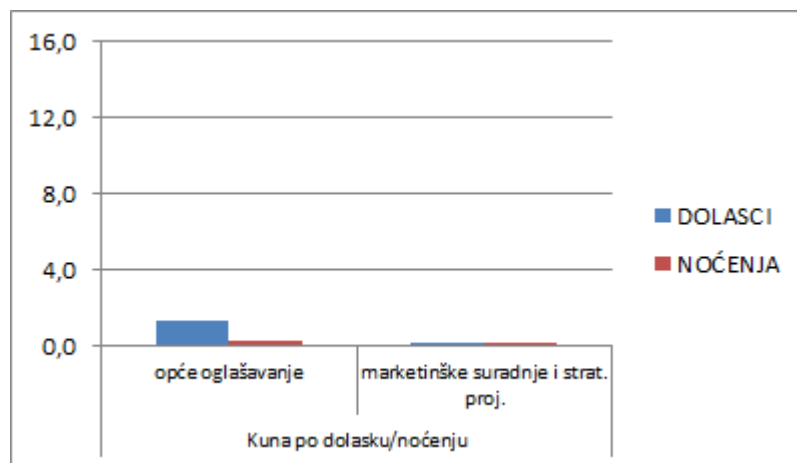 16,0
12,0
8,0
4,0
0,0
DOLASCI
NOĆENJA
opće oglašavanje
marketinške suradnje i strat.
proj.
Kuna po dolasku/noćenju